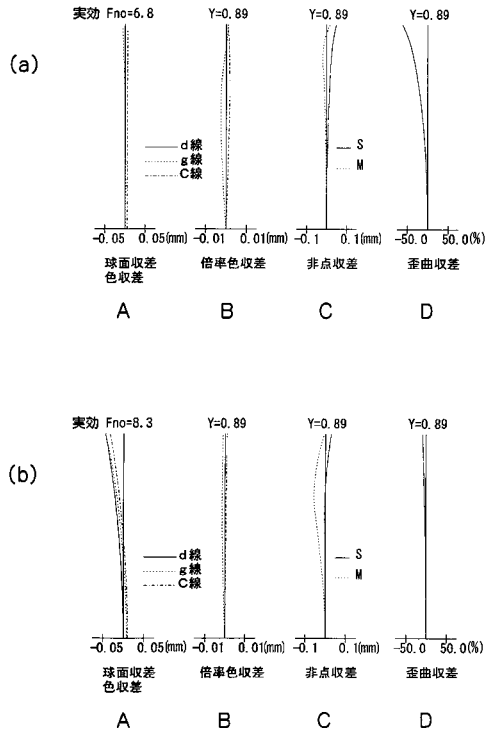 (a)
実効 Fno=6.8 Y=0.89 Y=0.89 Y=0.89
d線
g線
C線
S
M
-0.05 0.05(mm) -0.01 0.01(mm) -0.1 0.1(mm) -50.0 50.0(%)
球面収差 倍率色収差 非点収差 歪曲収差
色収差
A B C D
(b)
実効 Fno=8.3 Y=0.89 Y=0.89 Y=0.89
d線
g線
C線
S
M
-0.05 0.05(mm) -0.01 0.01(mm) -0.1 0.1(mm) -50.0 50.0(%)
球面収差 倍率色収差 非点収差 歪曲収差
色収差
A B C D